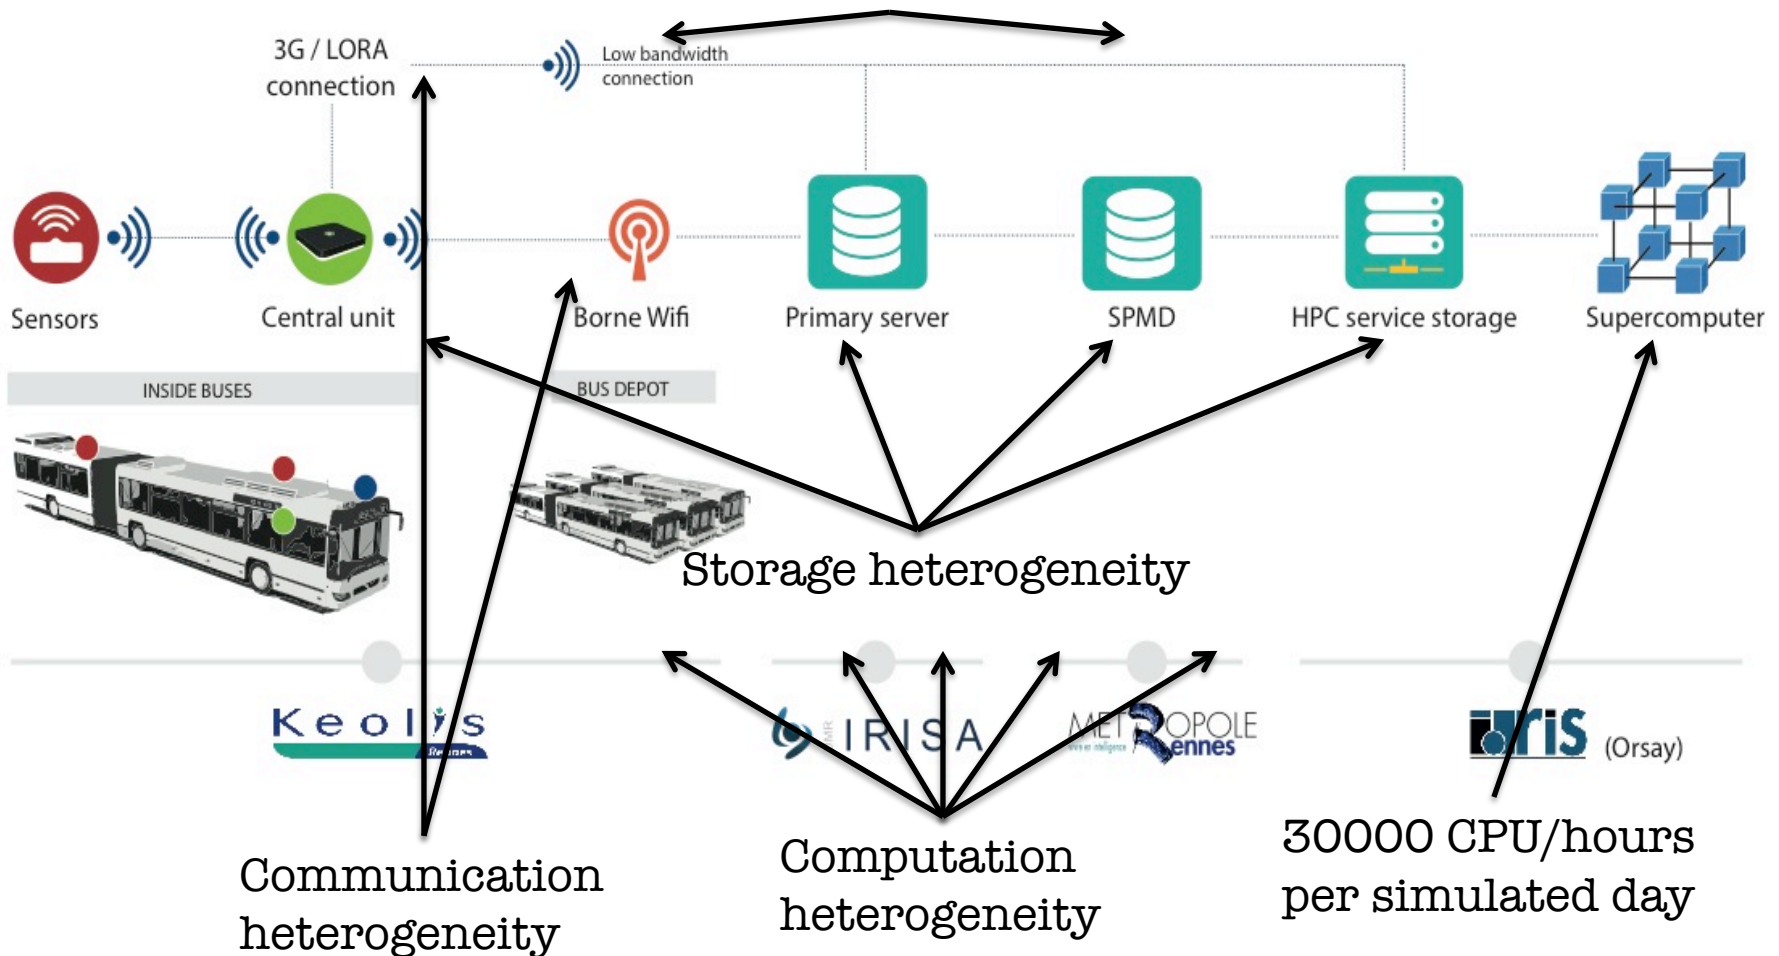 3G / LORA
connection
Low bandwidth
connection
Sensors
Central unit
Borne Wifi
Primary server
SPMD
HPC service storage
Supercomputer
INSIDE BUSES
BUS DEPOT
Storage heterogeneity
Keolis
Rennes
IRISA
METROPOLE
Rennes
idris
(Orsay)
Communication
heterogeneity
Computation
heterogeneity
30000 CPU/hours
per simulated day